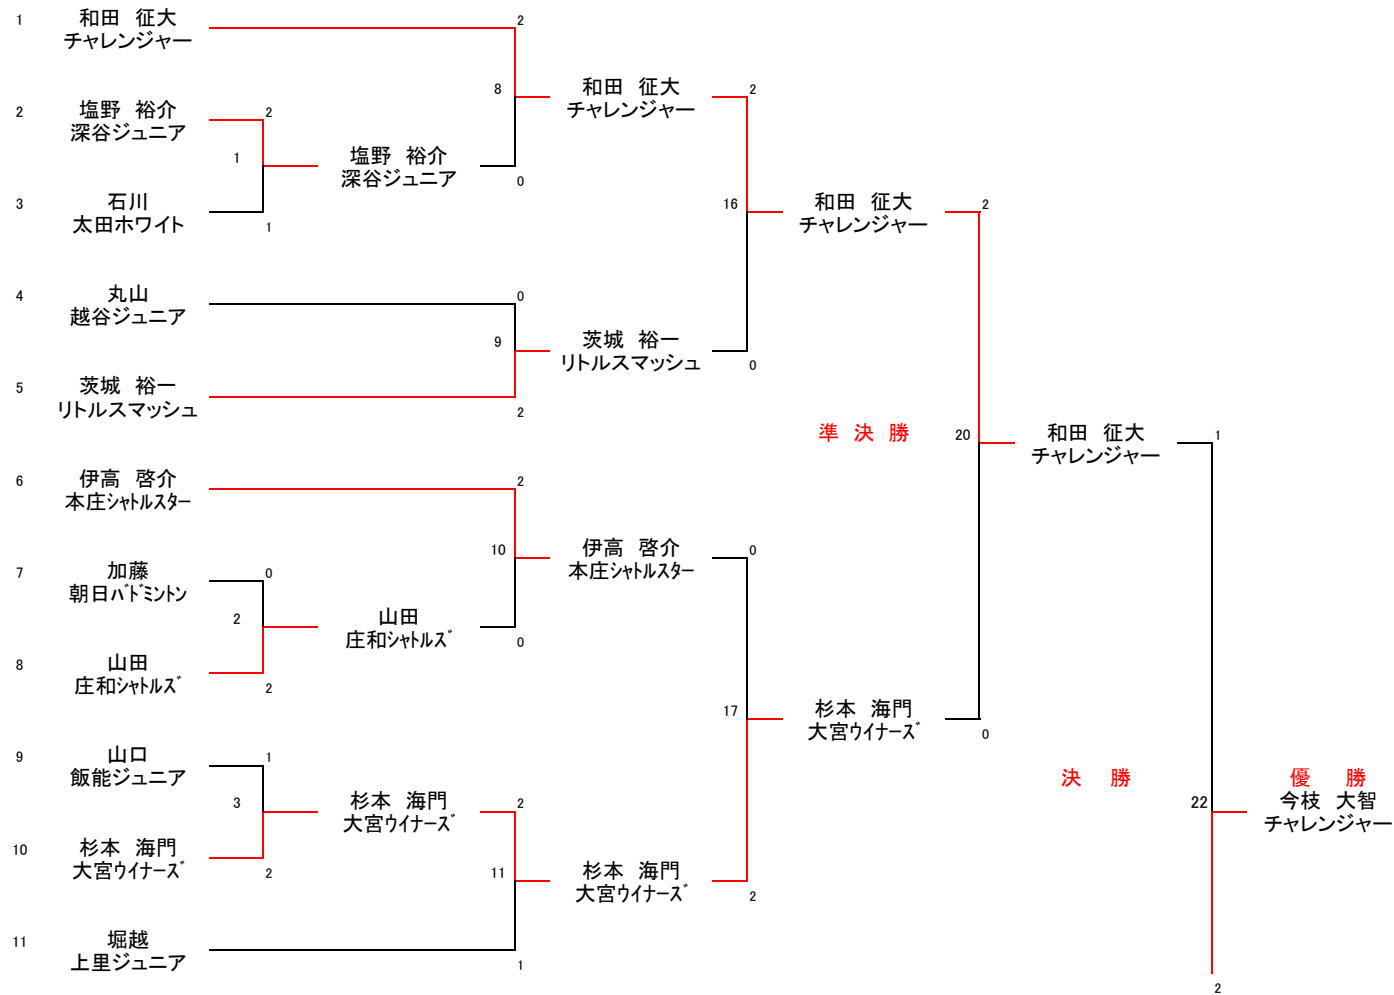 1
和田 征大
チャレンジャー
2
2
塩野 裕介
深谷ジュニア
2
1
3
石川
太田ホワイト
1
塩野 裕介
深谷ジュニア
0
8
和田 征大
チャレンジャー
2
4
丸山
越谷ジュニア
0
9
5
茨城 裕一
リトルスマッシュ
2
茨城 裕一
リトルスマッシュ
0
16
和田 征大
チャレンジャー
2
6
伊高 啓介
本庄シャトルスター
2
10
7
加藤
朝日バドミントン
0
2
8
山田
庄和シャトルズ
2
山田
庄和シャトルズ
0
伊高 啓介
本庄シャトルスター
0
9
山口
飯能ジュニア
1
3
10
杉本 海門
大宮ウイナーズ
2
杉本 海門
大宮ウイナーズ
2
11
11
堀越
上里ジュニア
1
杉本 海門
大宮ウイナーズ
2
17
杉本 海門
大宮ウイナーズ
0
準 決 勝
20
和田 征大
チャレンジャー
1
決 勝
22
2
優 勝
今枝 大智
チャレンジャー